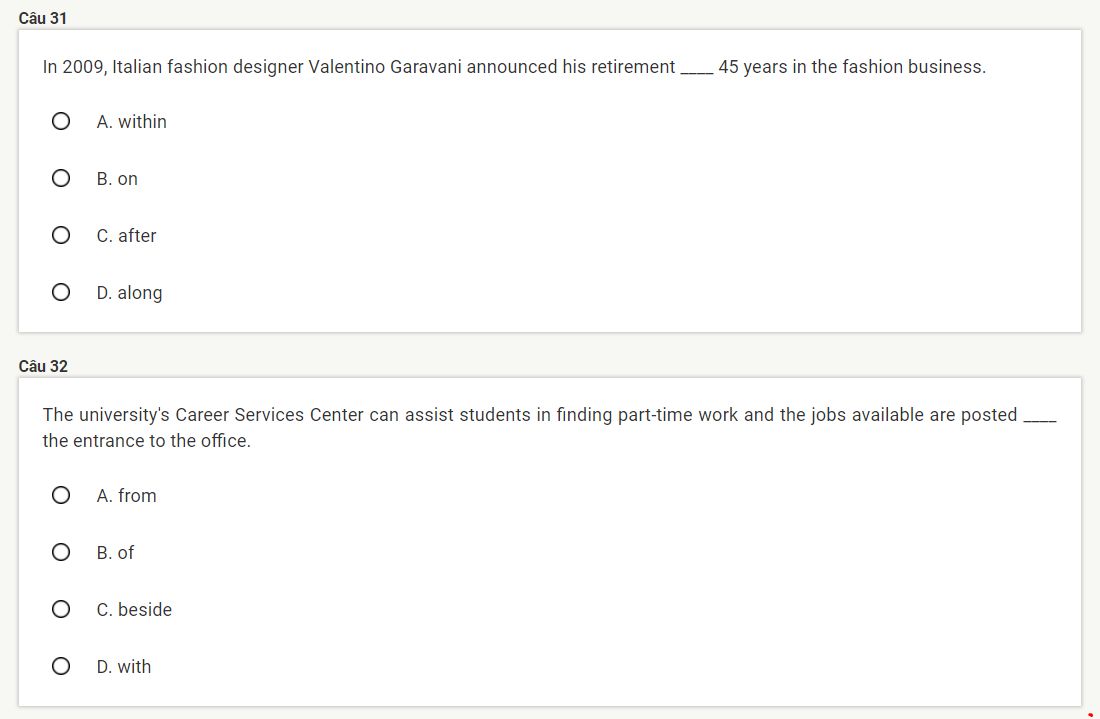 Câu 31
In 2009, Italian fashion designer Valentino Garavani announced his retirement ____ 45 years in the fashion business.
A. within
B. on
C. after
D. along
Câu 32
The university's Career Services Center can assist students in finding part-time work and the jobs available are posted ____
the entrance to the office.
A. from
B. of
C. beside
D. with